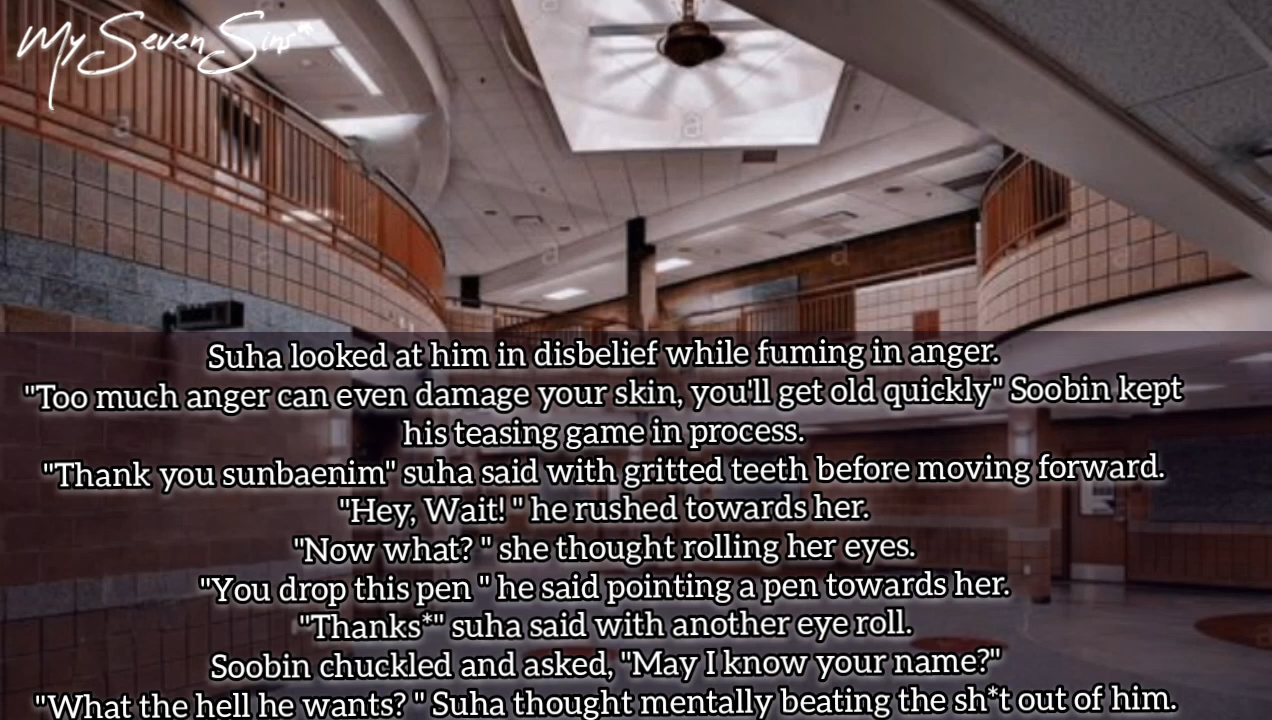 My Seven Sins
Suha looked at him in disbelief while fuming in anger.
"Too much anger can even damage your skin, you'll get old quickly" Soobin kept
his teasing game in process.
"Thank you sunbaenim" suha said with gritted teeth before moving forward.
"Hey, Wait! " he rushed towards her.
"Now what? " she thought rolling her eyes.
"You drop this pen " he said pointing a pen towards her.
"Thanks*" suha said with another eye roll.
Soobin chuckled and asked, "May I know your name?"
"What the hell he wants? " Suha thought mentally beating the sh*t out of him.